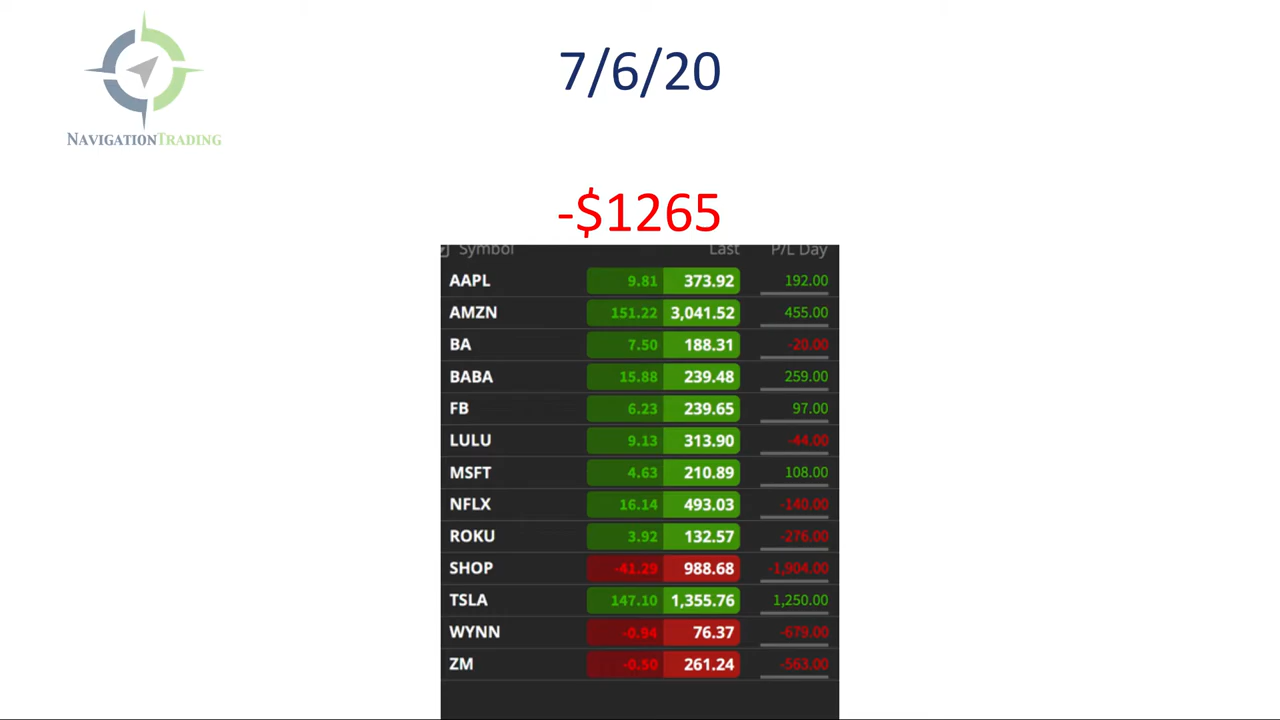 7/6/20
NAVIGATIONTRADING
-$1265
Symbol Last P/L Day
AAPL 9.81 373.92 192.00
AMZN 151.22 3,041.52 455.00
BA 7.50 188.31 -20.00
BABA 15.88 239.48 259.00
FB 6.23 239.65 97.00
LULU 9.13 313.90 -44.00
MSFT 4.63 210.89 108.00
NFLX 16.14 493.03 -140.00
ROKU 3.92 132.57 -276.00
SHOP -41.29 988.68 -1,904.00
TSLA 147.10 1,355.76 1,250.00
WYNN -0.94 76.37 -679.00
ZM -0.50 261.24 -563.00